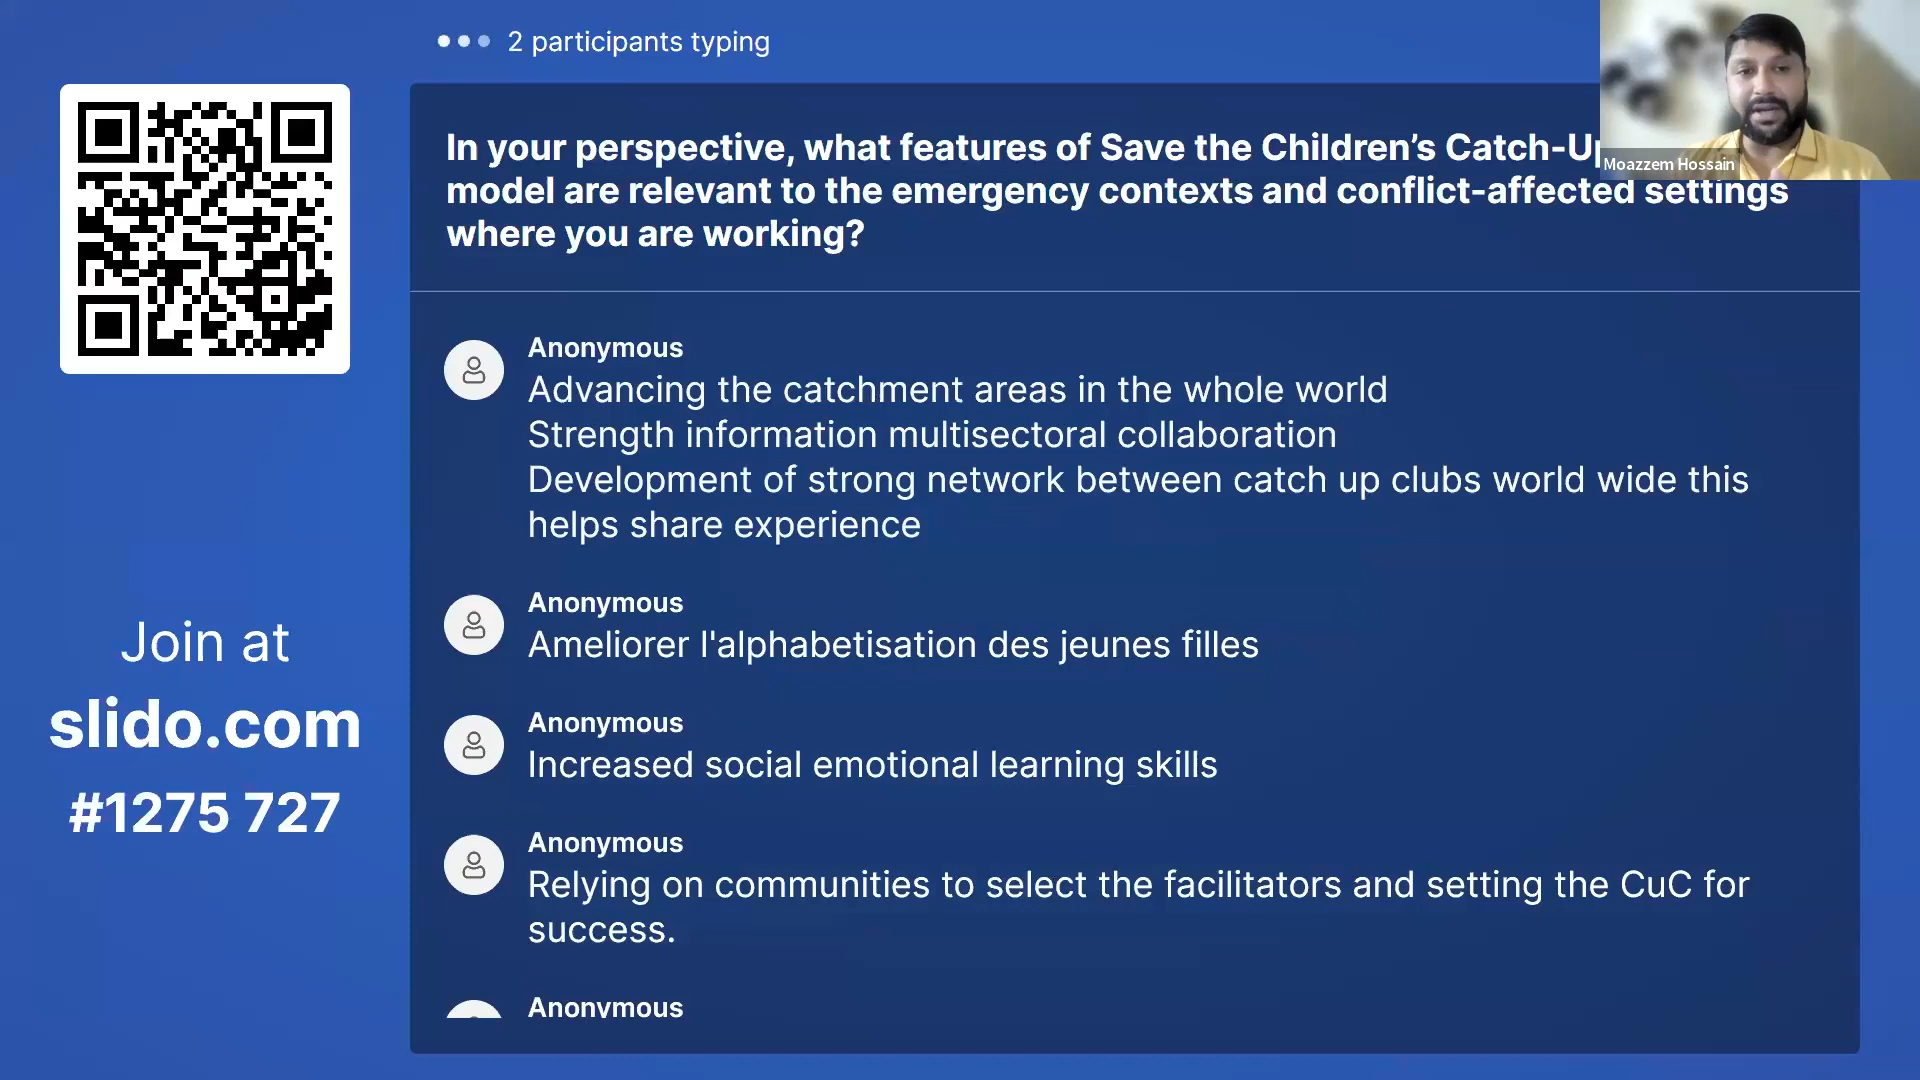 2 participants typing
In your perspective, what features of Save the Children’s Catch-Up
model are relevant to the emergency contexts and conflict-affected settings
where you are working?
Moazzem Hossain
Anonymous
Advancing the catchment areas in the whole world
Strength information multisectoral collaboration
Development of strong network between catch up clubs world wide this
helps share experience
Anonymous
Ameliorer l'alphabetisation des jeunes filles
Anonymous
Increased social emotional learning skills
Anonymous
Relying on communities to select the facilitators and setting the CuC for
success.
Anonymous
Join at
slido.com
#1275 727